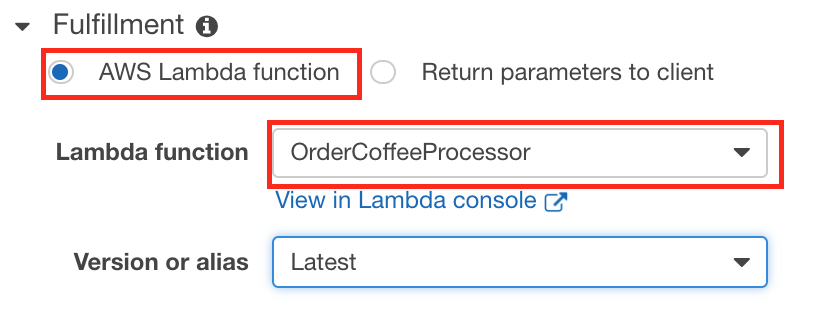 Fulfillment
AWS Lambda function Return parameters to client
Lambda function OrderCoffeeProcessor
View in Lambda console
Version or alias Latest